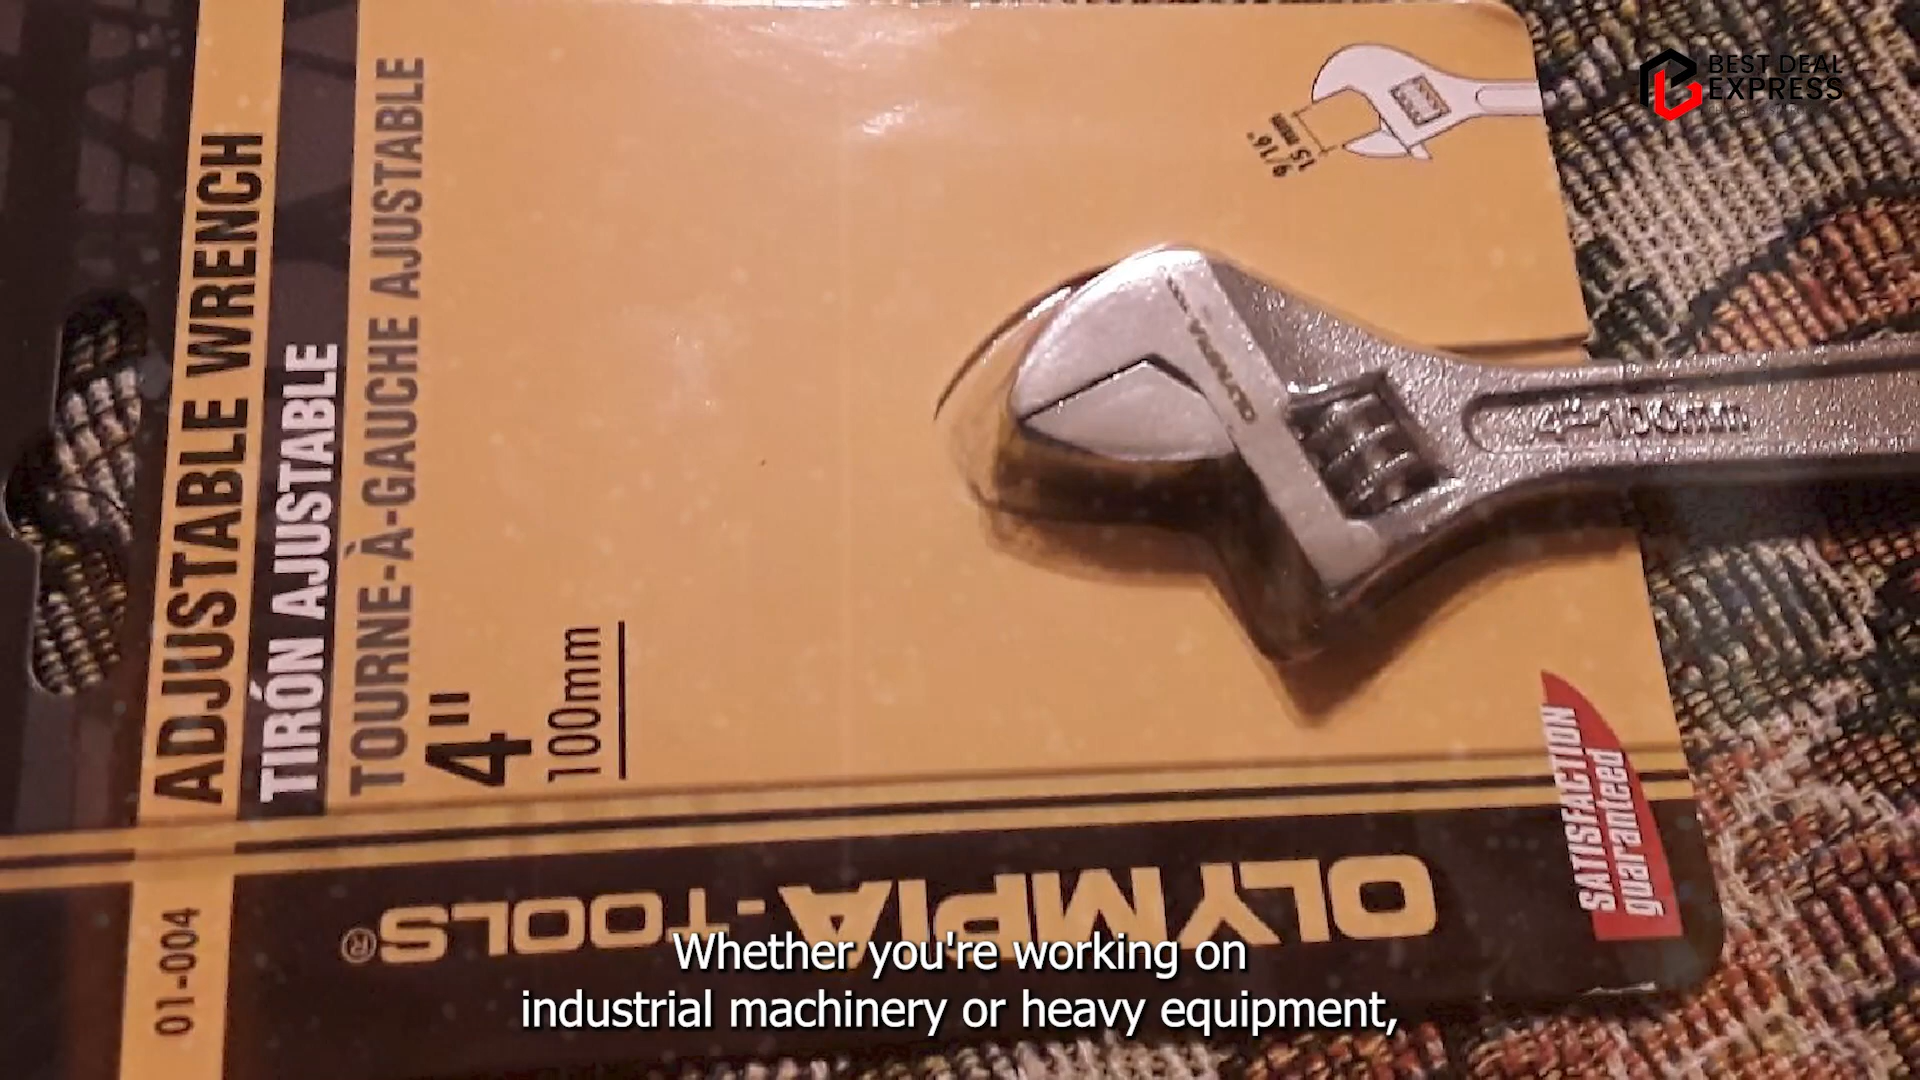 BEST DEAL
EXPRESS
ADJUSTABLE WRENCH
TIRÓN AJUSTABLE
TOURNE-À-GAUCHE AJUSTABLE
4"
100mm
9/16"
15 mm
OLYMPIA
4"-100mm
SATISFACTION
guaranteed
OLYMPIA-TOOLS®
01-004
Whether you're working on
industrial machinery or heavy equipment,